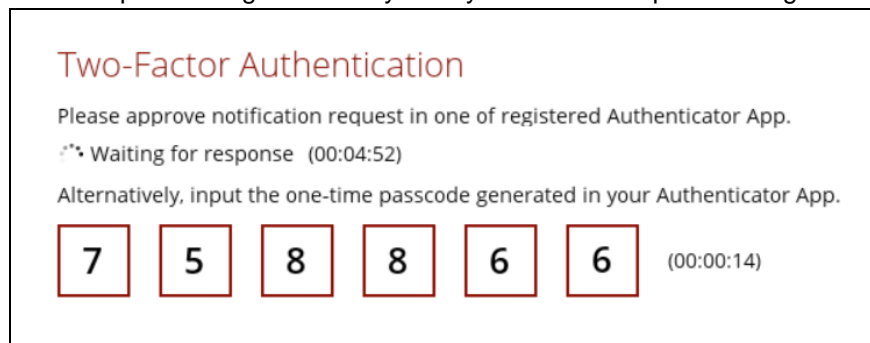 Two-Factor Authentication
Please approve notification request in one of registered Authenticator App.
Waiting for response (00:04:52)
Alternatively, input the one-time passcode generated in your Authenticator App.
7 5 8 8 6 6 (00:00:14)